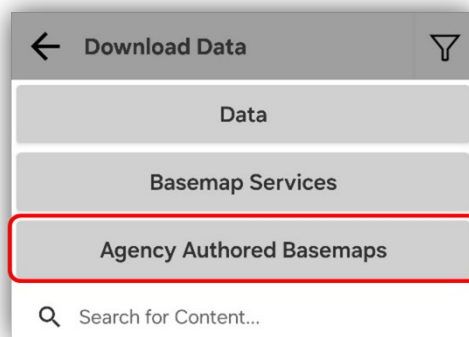 Download Data
Data
Basemap Services
Agency Authored Basemaps
Search for Content...